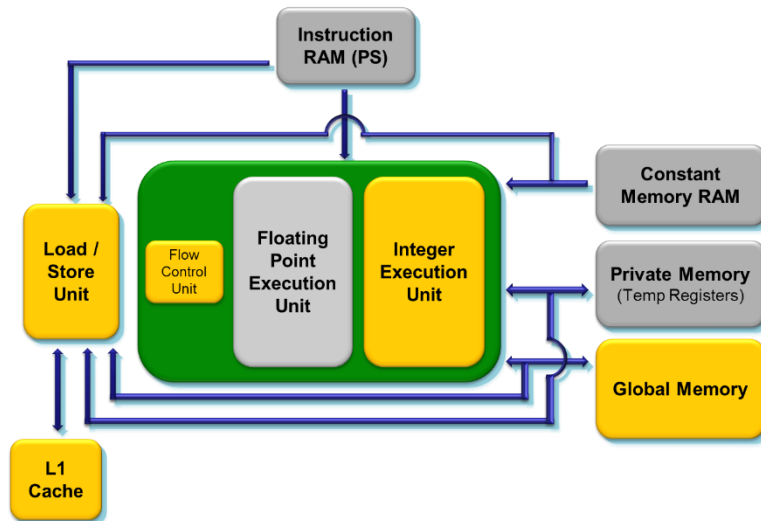 Instruction
RAM (PS)
Constant
Memory RAM
Load /
Store
Unit
Flow
Control
Unit
Floating
Point
Execution
Unit
Integer
Execution
Unit
Private Memory
(Temp Registers)
Global Memory
L1
Cache